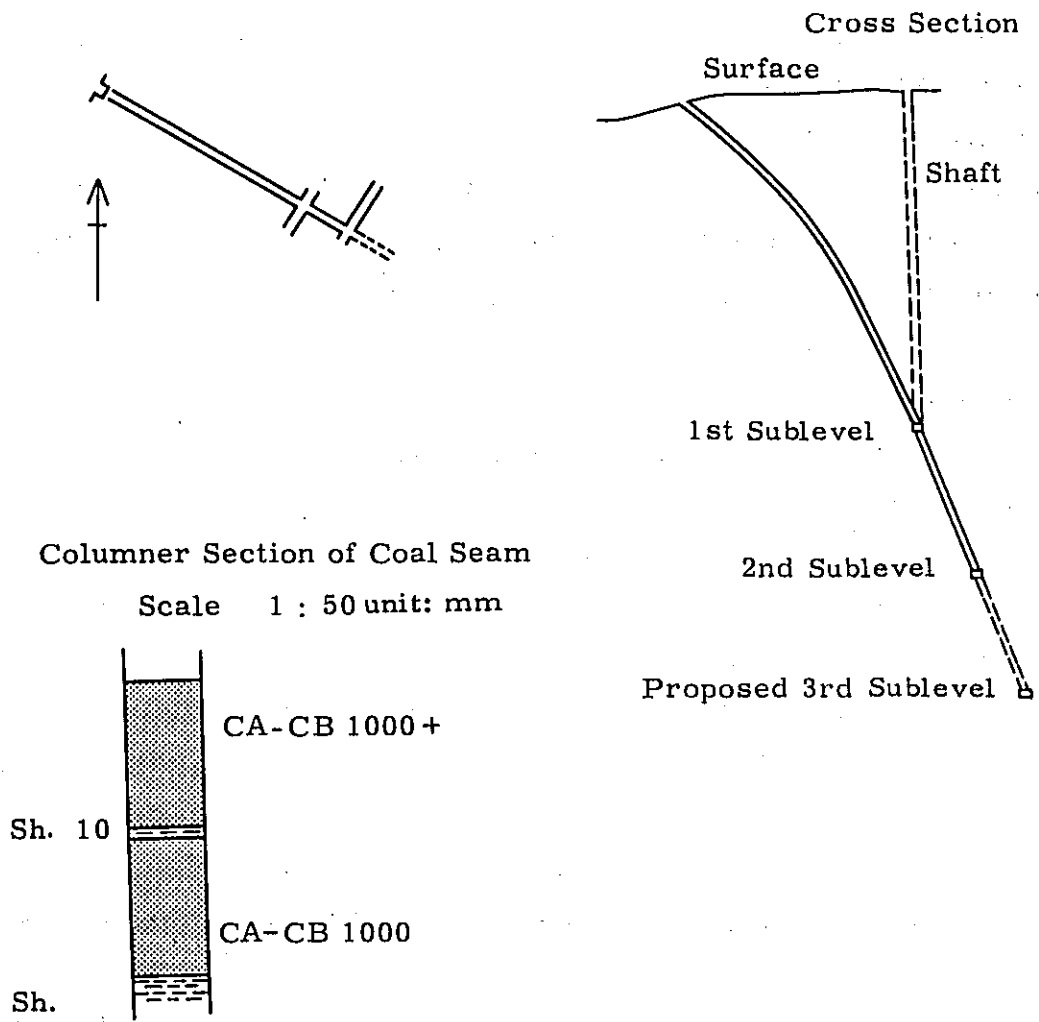 Cross Section
Surface
Shaft
1st Sublevel
2nd Sublevel
Proposed 3rd Sublevel
Columner Section of Coal Seam
Scale 1 : 50 unit: mm
CA-CB 1000 +
Sh. 10
CA-CB 1000
Sh.